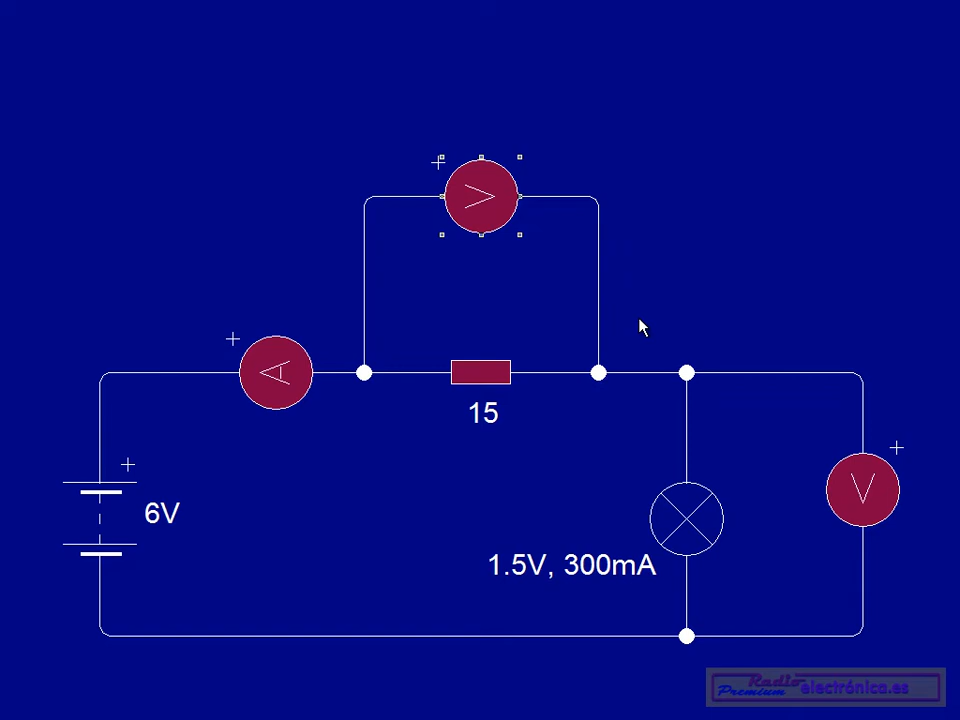 +
V
+
A
15
+
V
+
6V
1.5V, 300mA
Radio
Premium electrónica.es